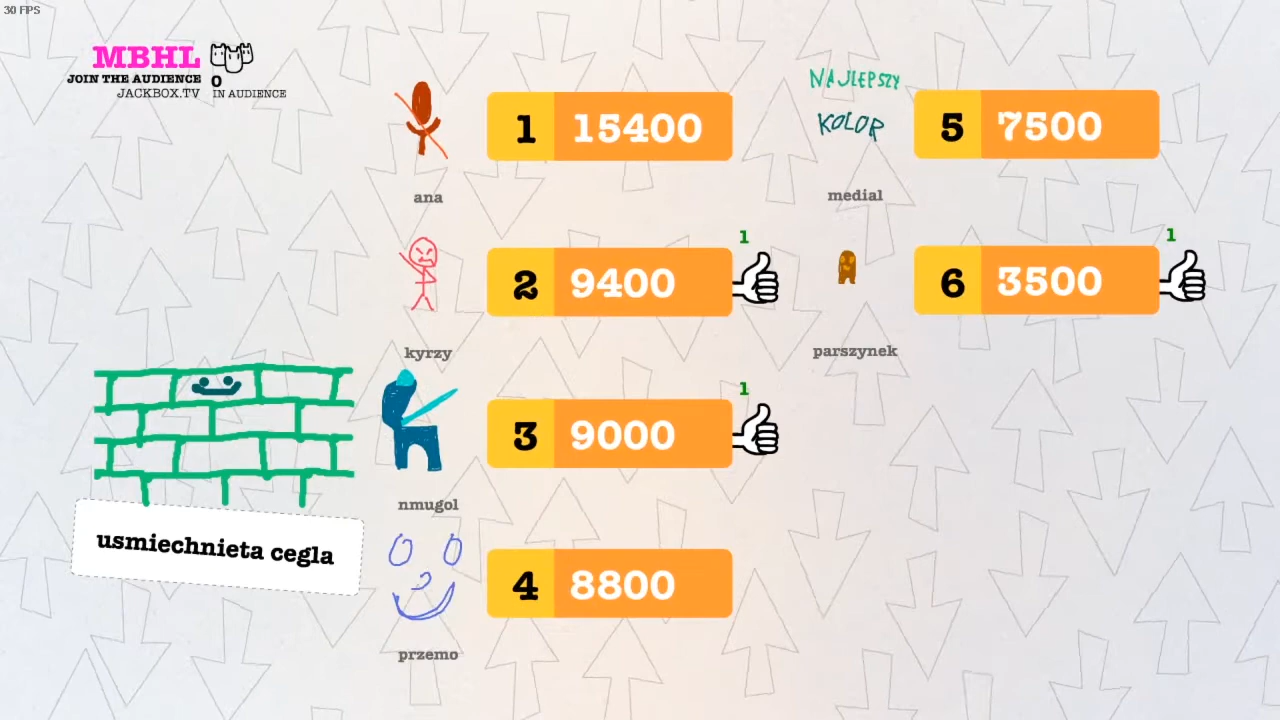 30 FPS
MBHL
JOIN THE AUDIENCE
JACKBOX.TV
0
IN AUDIENCE
1 15400
ana
2 9400
1
kyrzy
3 9000
1
nmugol
4 8800
przemo
NAJLEPSZY
KOLOR
5 7500
medial
6 3500
1
parszynek
usmiechnieta cegla